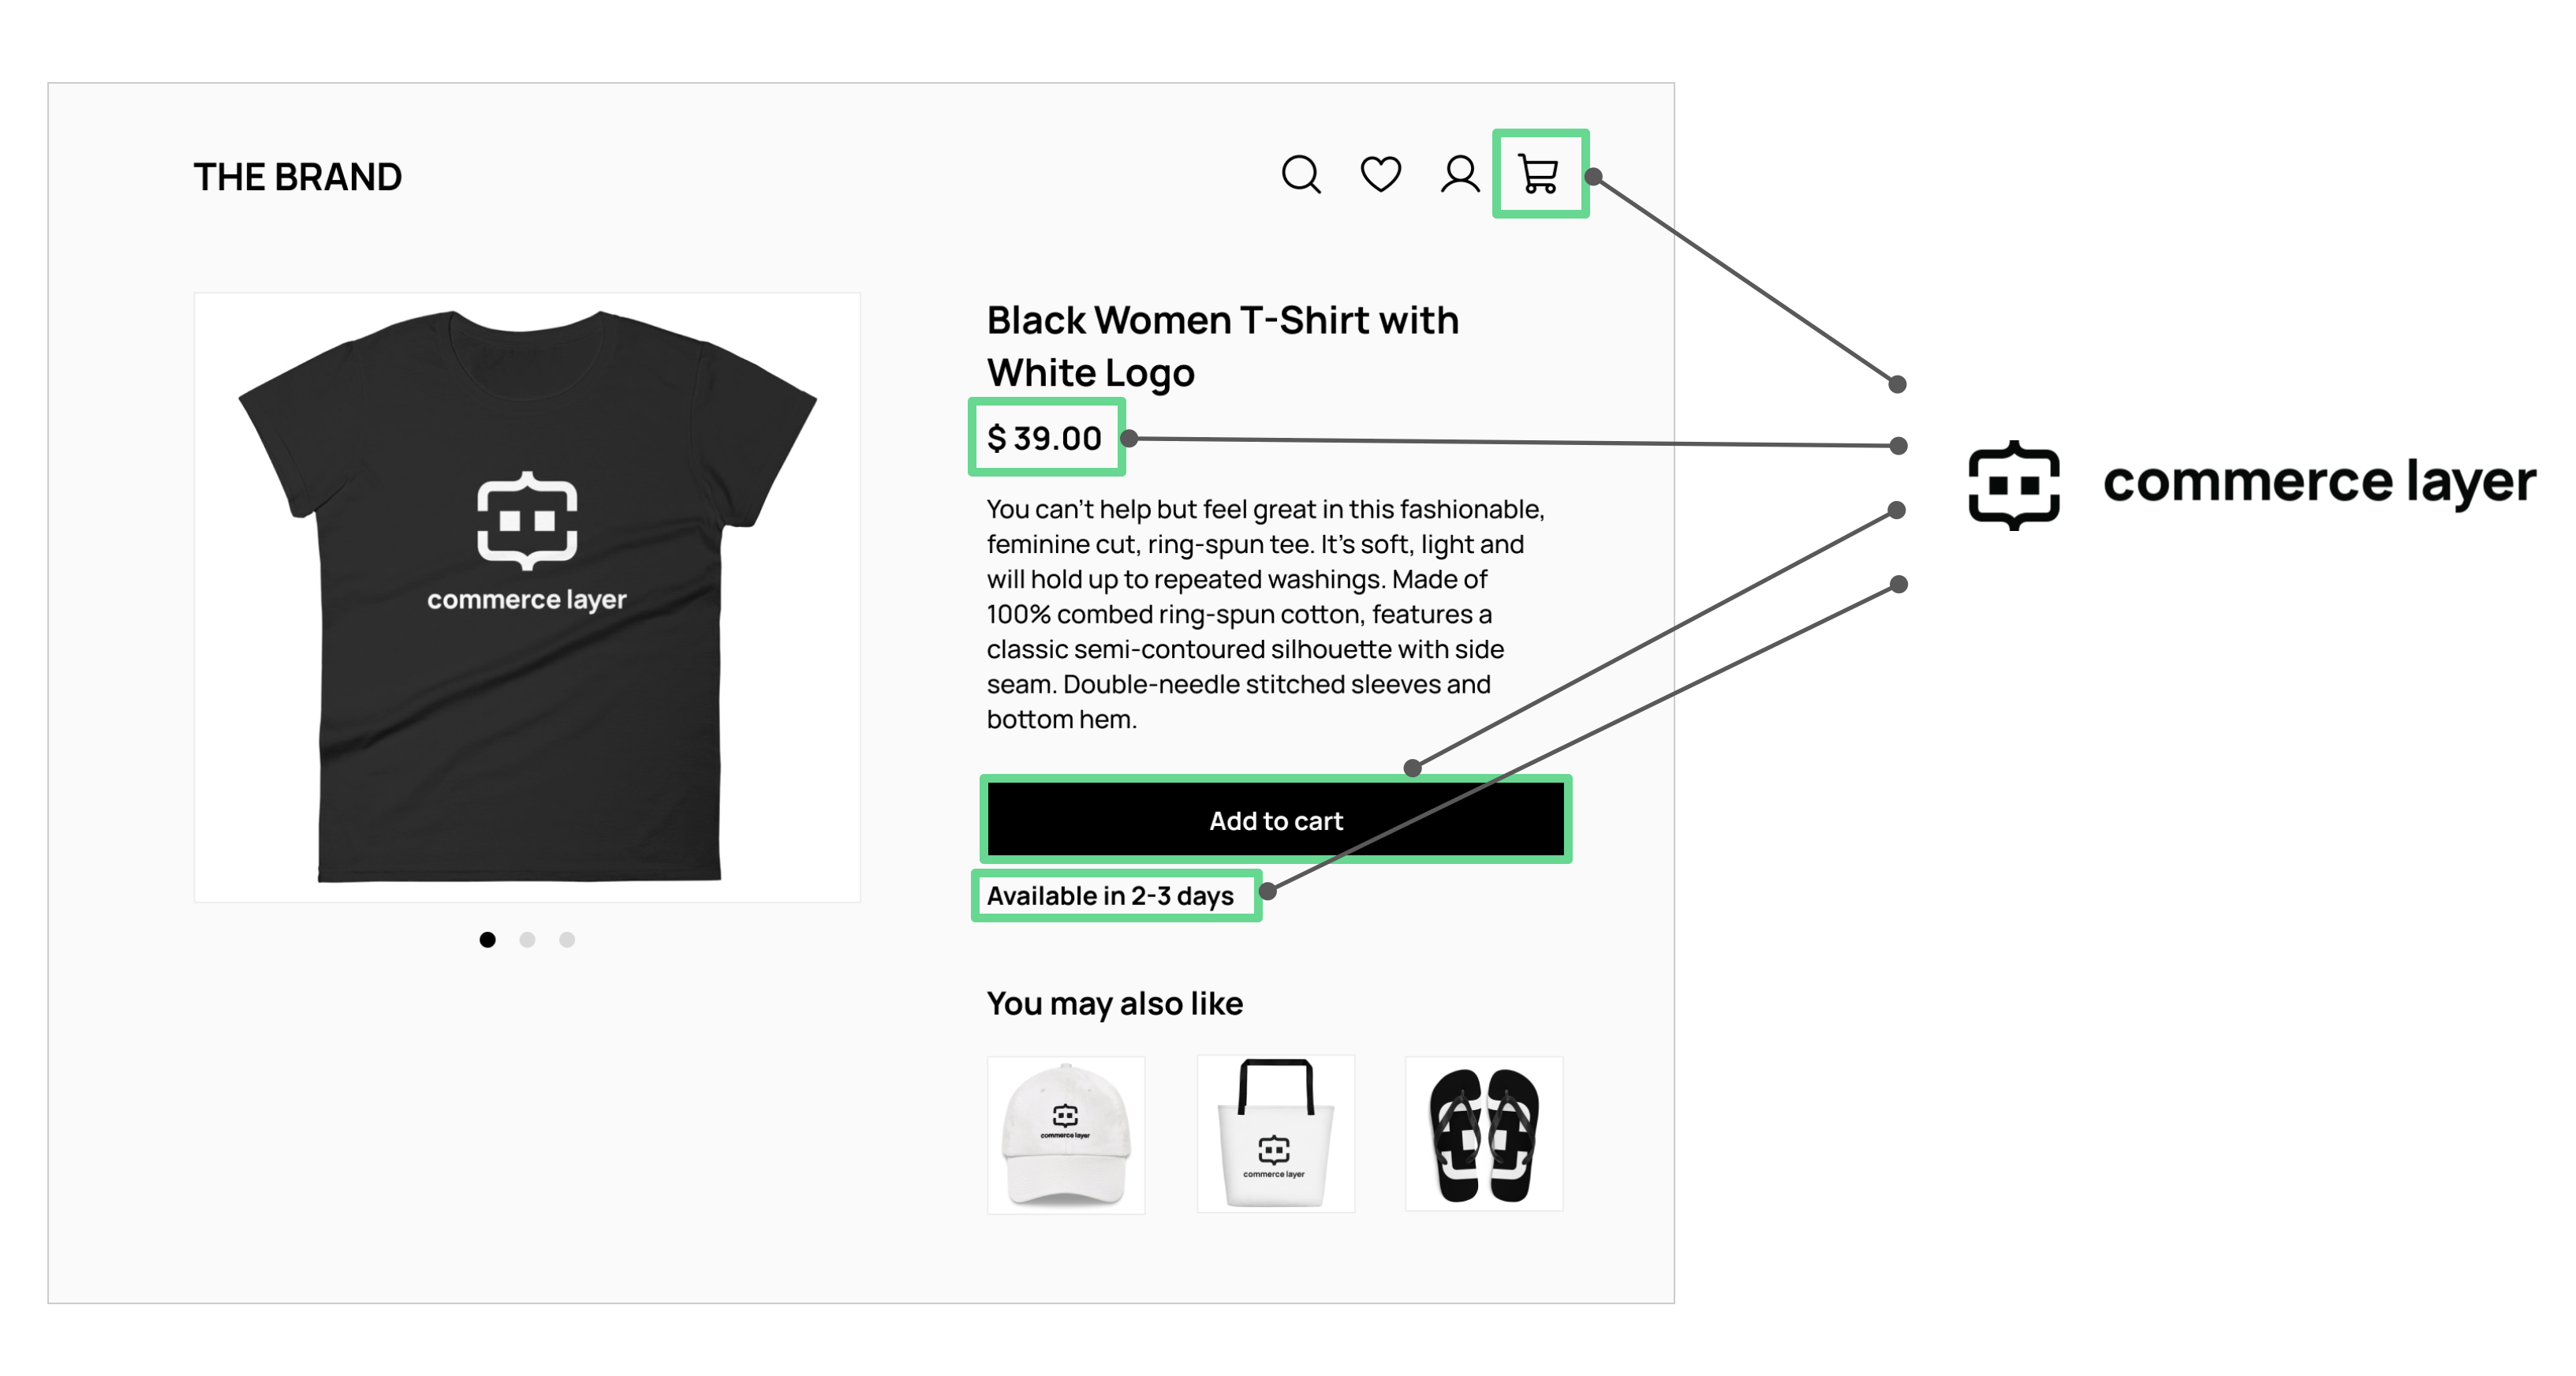 THE BRAND
commerce layer
Black Women T-Shirt with
White Logo
$ 39.00
You can't help but feel great in this fashionable,
feminine cut, ring-spun tee. It's soft, light and
will hold up to repeated washings. Made of
100% combed ring-spun cotton, features a
classic semi-contoured silhouette with side
seam. Double-needle stitched sleeves and
bottom hem.
Add to cart
Available in 2-3 days
You may also like
commerce layer
commerce layer
commerce layer